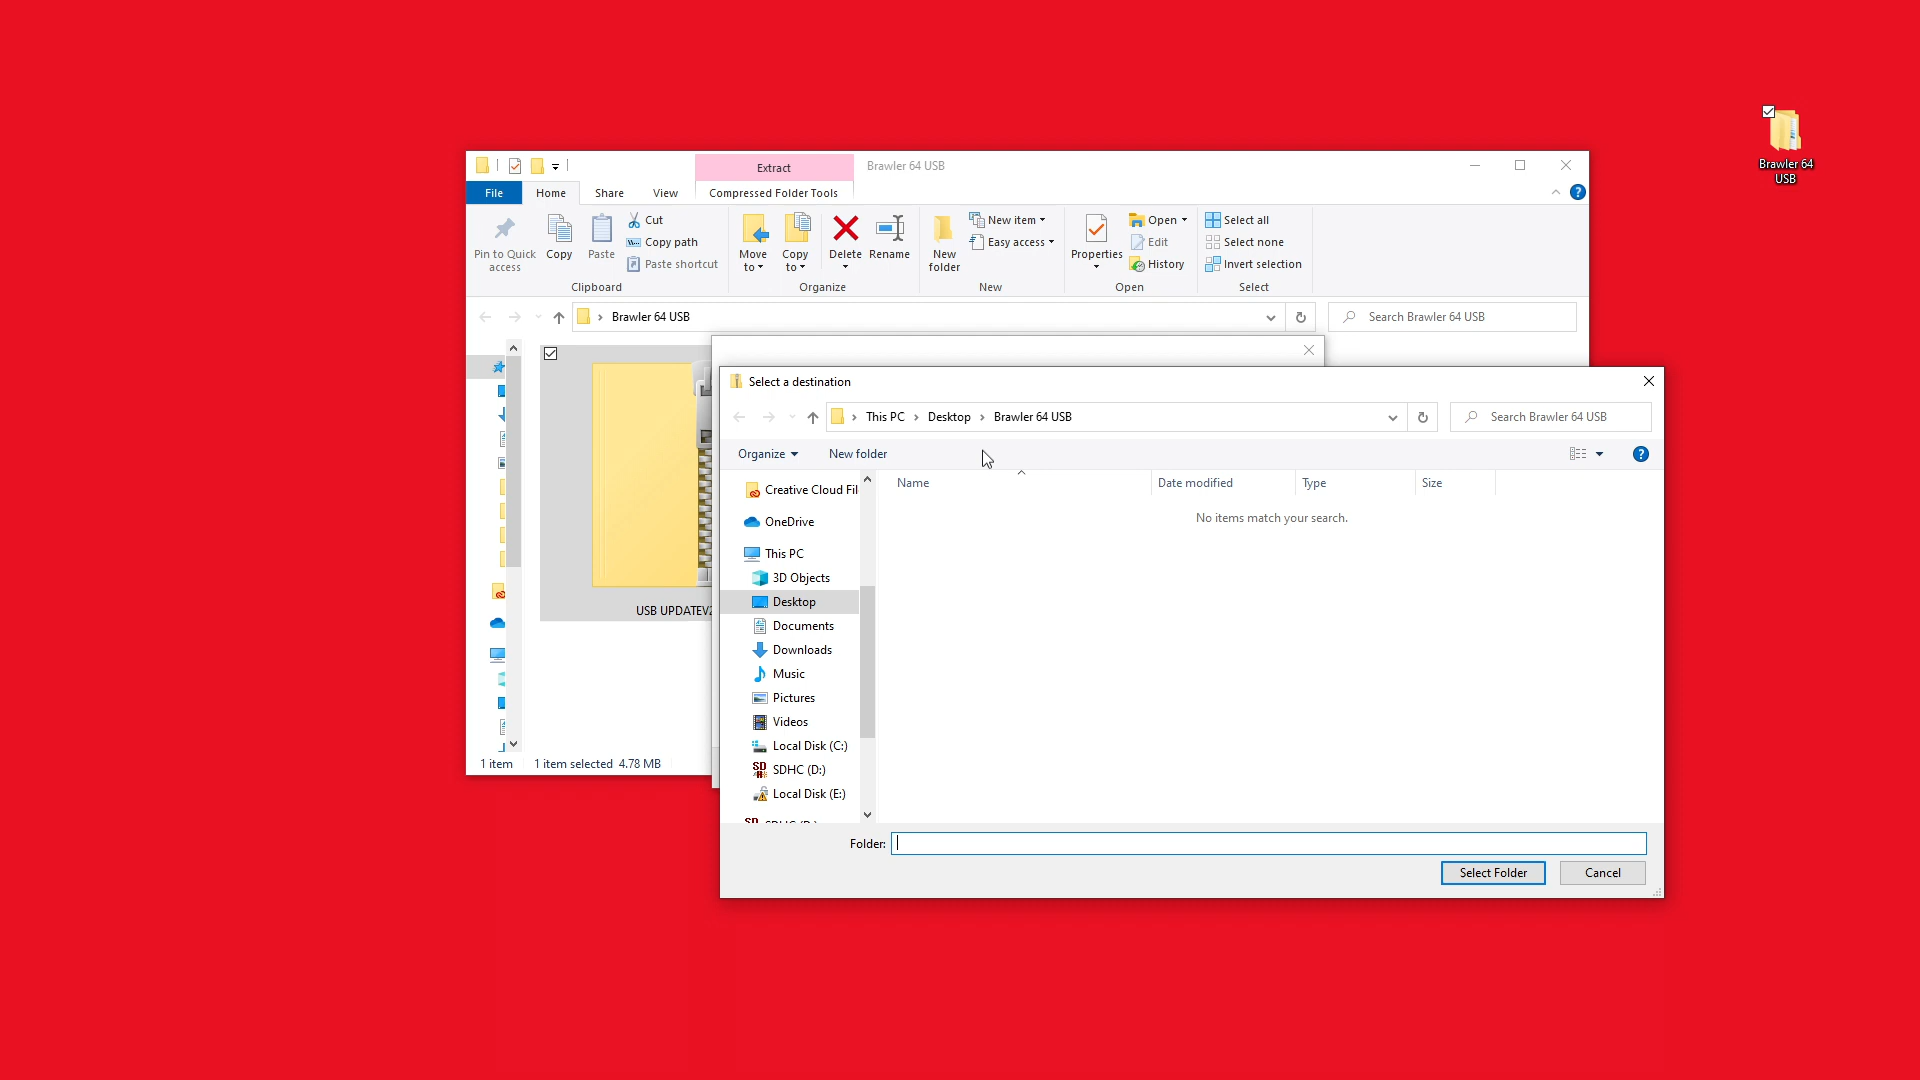 Brawler 64
USB
Extract
Brawler 64 USB
File
Home
Share
View
Compressed Folder Tools
Pin to Quick
access
Copy
Paste
Cut
Copy path
Paste shortcut
Clipboard
Move
to
Copy
to
Delete
Rename
Organize
New
folder
New item
Easy access
New
Properties
Open
Edit
History
Open
Select all
Select none
Invert selection
Select
Brawler 64 USB
Search Brawler 64 USB
USB UPDATEV2
1 item
1 item selected 4.78 MB
Select a destination
This PC
Desktop
Brawler 64 USB
Search Brawler 64 USB
Organize
New folder
Creative Cloud Fil
OneDrive
This PC
3D Objects
Desktop
Documents
Downloads
Music
Pictures
Videos
Local Disk (C:)
SDHC (D:)
Local Disk (E:)
Name
Date modified
Type
Size
No items match your search.
Folder:
Select Folder
Cancel